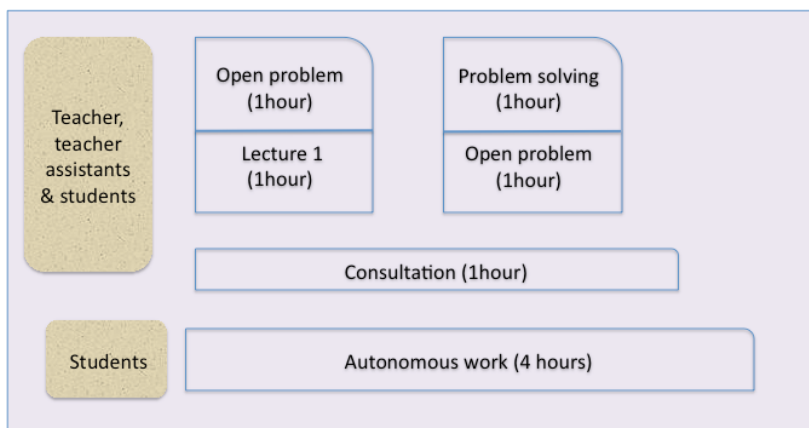 Teacher,
teacher
assistants
& students
Open problem
(1hour)
Lecture 1
(1hour)
Problem solving
(1hour)
Open problem
(1hour)
Consultation (1hour)
Students
Autonomous work (4 hours)